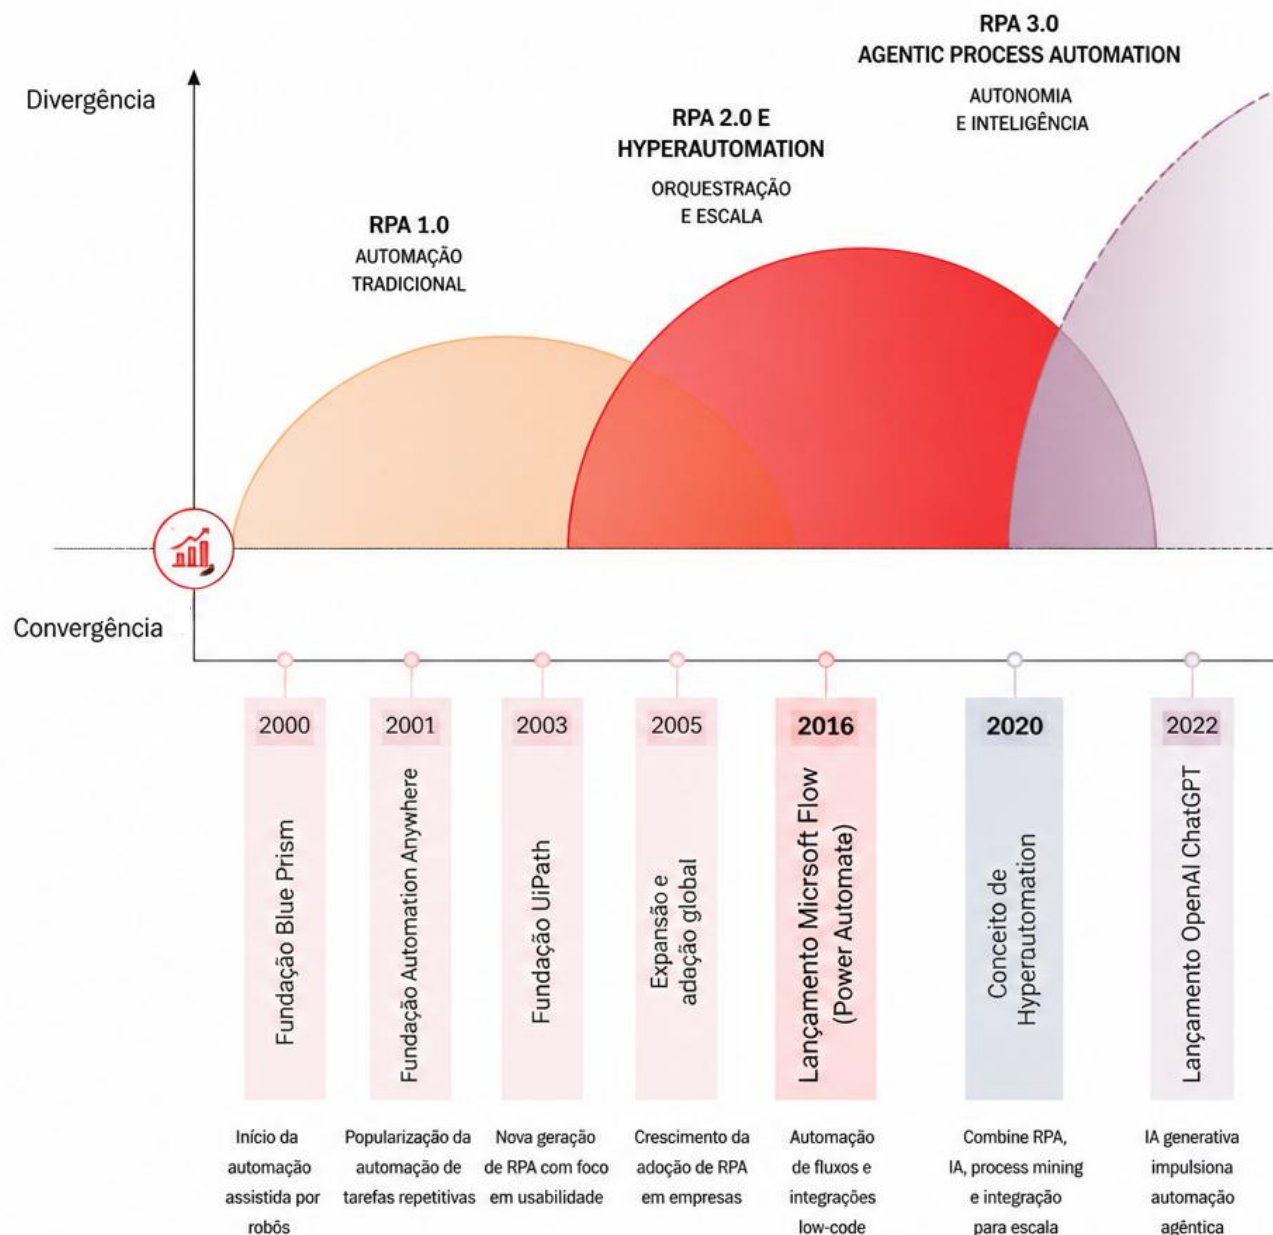 RPA 3.0
AGENTIC PROCESS AUTOMATION
AUTONOMIA
E INTELIGÊNCIA
Divergência
RPA 2.0 E
HYPERAUTOMATION
ORQUESTRAÇÃO
E ESCALA
RPA 1.0
AUTOMAÇÃO
TRADICIONAL
Convergência
2000
Fundação Blue Prism
Início da
automação
assistida por
robôs
2001
Fundação Automation Anywhere
Popularização da
automação de
tarefas repetitivas
2003
Fundação UiPath
Nova geração
de RPA com foco
em usabilidade
2005
Expansão e
adoção global
Crescimento da
adoção de RPA
em empresas
2016
Lançamento Micrsoft Flow
(Power Automate)
Automação
de fluxos e
integrações
low-code
2020
Conceito de
Hyperautomation
Combine RPA,
IA, process mining
e integração
para escala
2022
Lançamento OpenAI ChatGPT
IA generativa
impulsiona
automação
agêntica